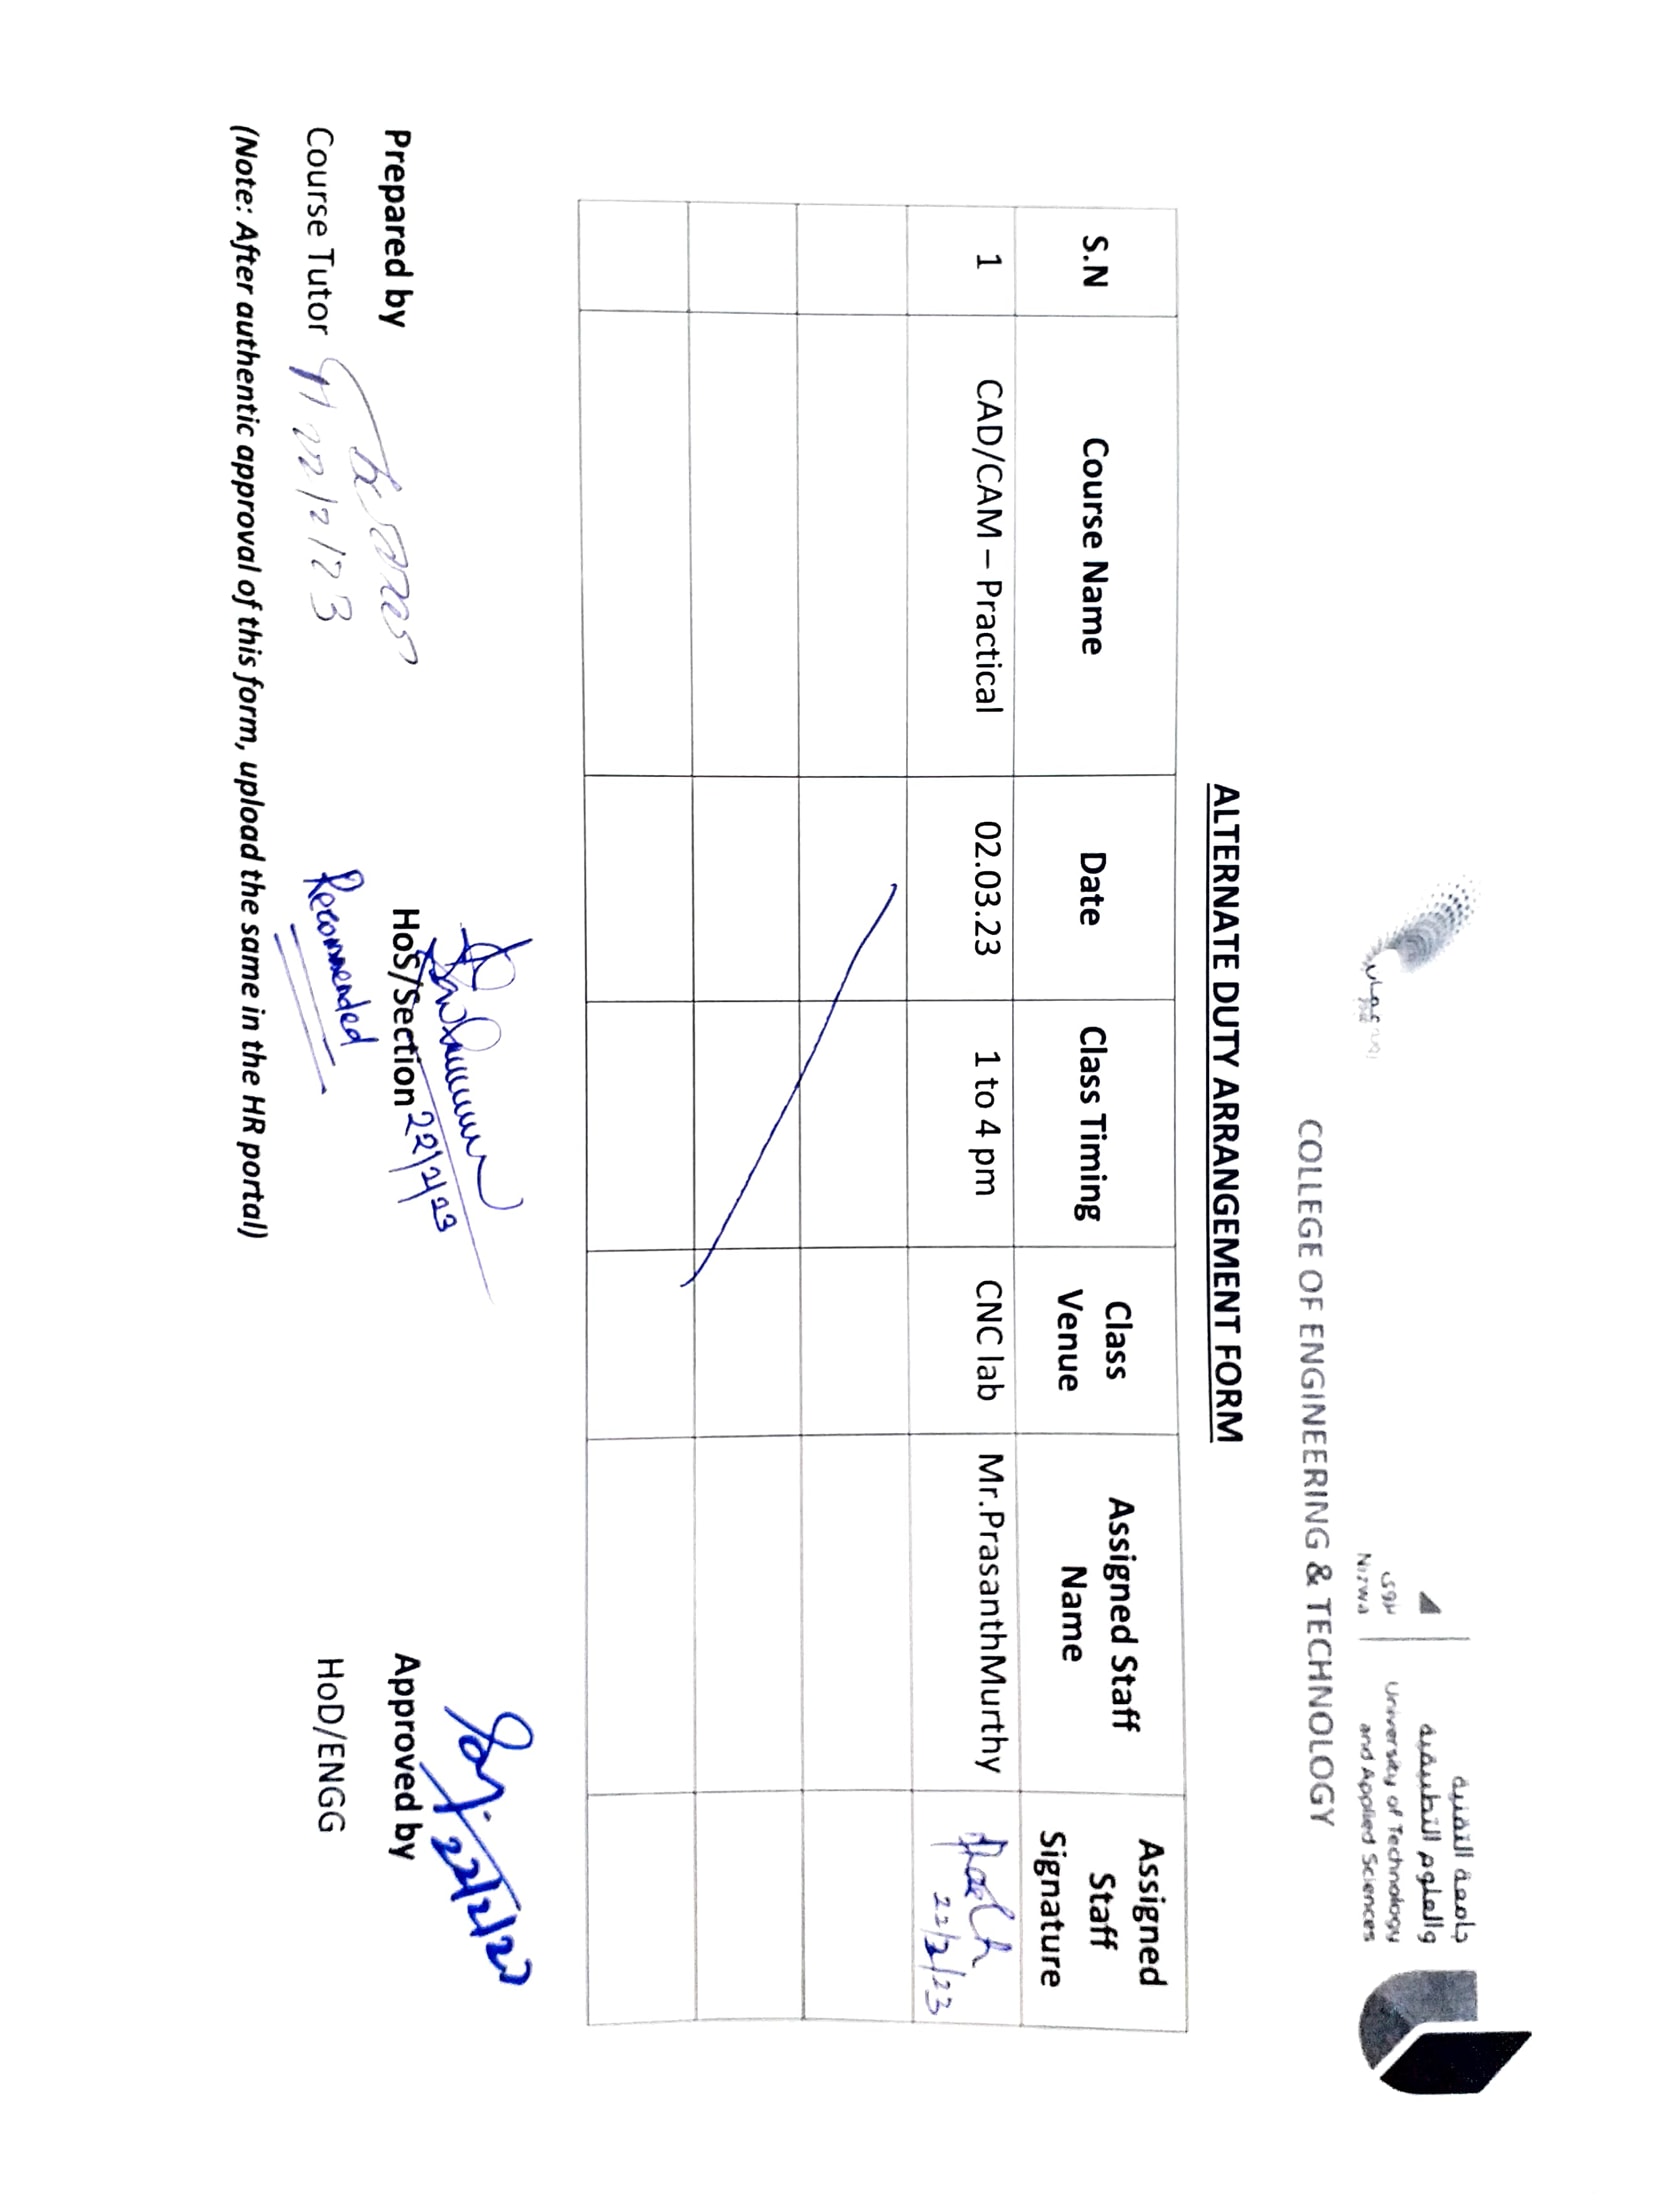 جامعة التقنية
والعلوم التطبيقية
University of Technology
and Applied Sciences
نزوى
Nizwa
COLLEGE OF ENGINEERING & TECHNOLOGY
ALTERNATE DUTY ARRANGEMENT FORM
S.N Course Name Date Class Timing Class Venue Assigned Staff Name Assigned Staff Signature
1 CAD/CAM – Practical 02.03.23 1 to 4 pm CNC lab Mr.PrasanthMurthy
22/2/23
22/2/23
Prepared by HoS/Section 22/2/23 Approved by
Course Tutor 22/2/23 Recommended HoD/ENGG
(Note: After authentic approval of this form, upload the same in the HR portal)